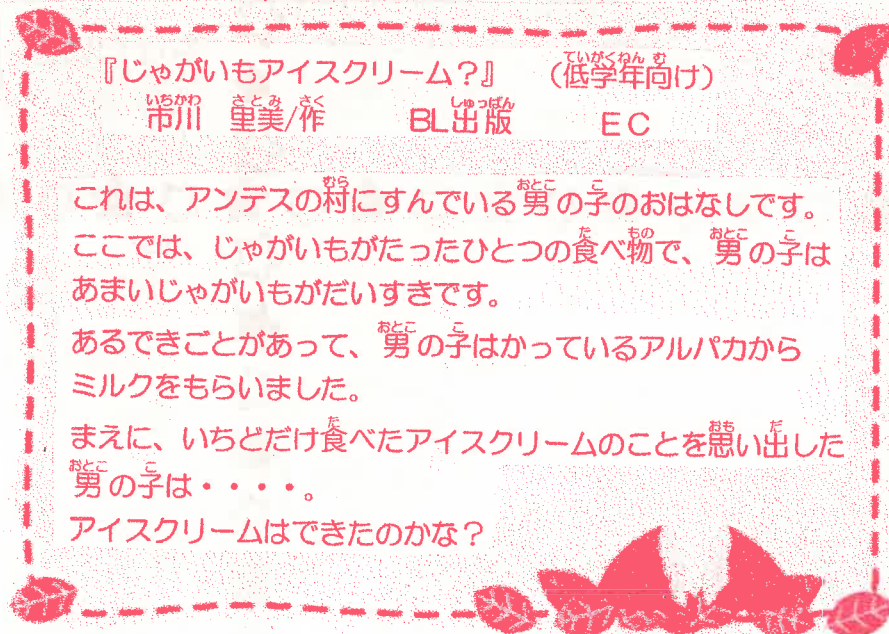 『じゃがいもアイスクリーム?』 (低学年向け)
市川 里美/作 BL出版 EC
これは、アンデスの村にすんでいる男の子のおはなしです。
ここでは、じゃがいもがたったひとつの食べ物で、男の子は
あまいじゃがいもがだいすきです。
あるできごとがあって、男の子はかっているアルパカから
ミルクをもらいました。
まえに、いちどだけ食べたアイスクリームのことを思い出した
男の子は・・・・。
アイスクリームはできたのかな?